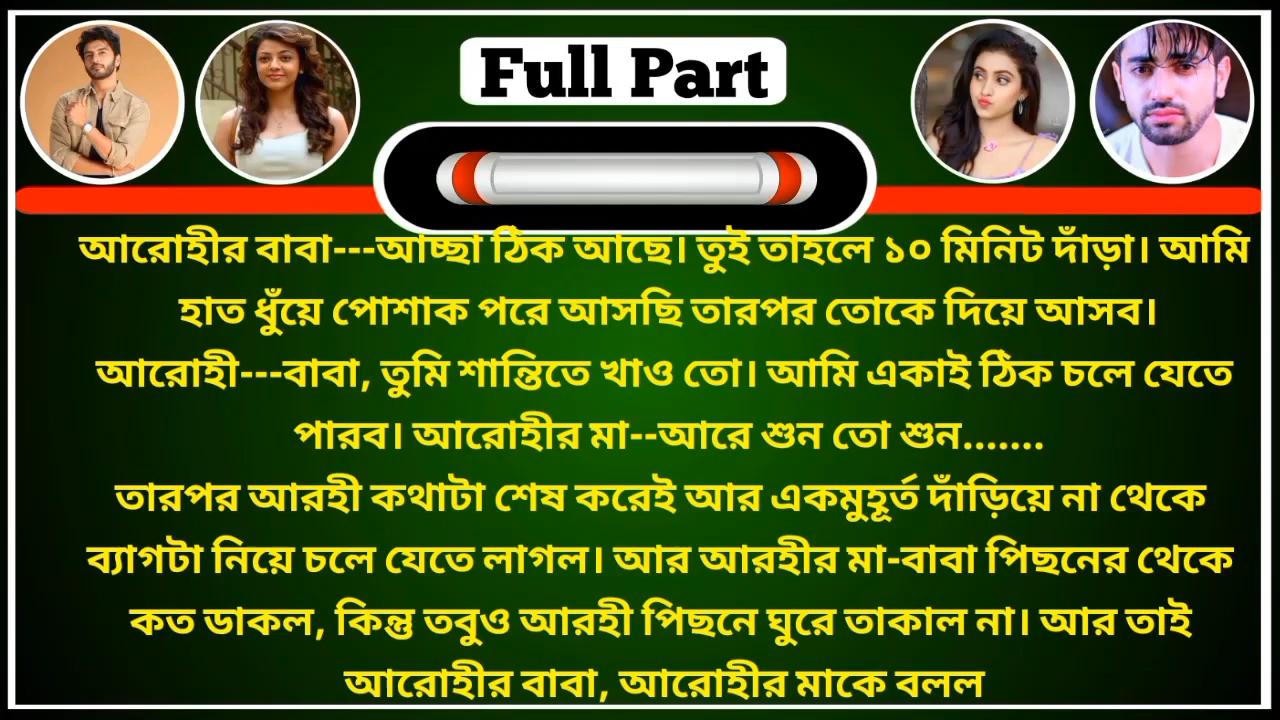 Full Part
আরোহীর বাবা---আচ্ছা ঠিক আছে। তুই তাহলে ১০ মিনিট দাঁড়া। আমি
হাত ধুঁয়ে পোশাক পরে আসছি তারপর তোকে দিয়ে আসব।
আরোহী---বাবা, তুমি শান্তিতে খাও তো। আমি একাই ঠিক চলে যেতে
পারব। আরোহীর মা--আরে শুন তো শুন.......
তারপর আরহী কথাটা শেষ করেই আর একমুহূর্ত দাঁড়িয়ে না থেকে
ব্যাগটা নিয়ে চলে যেতে লাগল। আর আরহীর মা-বাবা পিছনের থেকে
কত ডাকল, কিন্তু তবুও আরহী পিছনে ঘুরে তাকাল না। আর তাই
আরোহীর বাবা, আরোহীর মাকে বলল